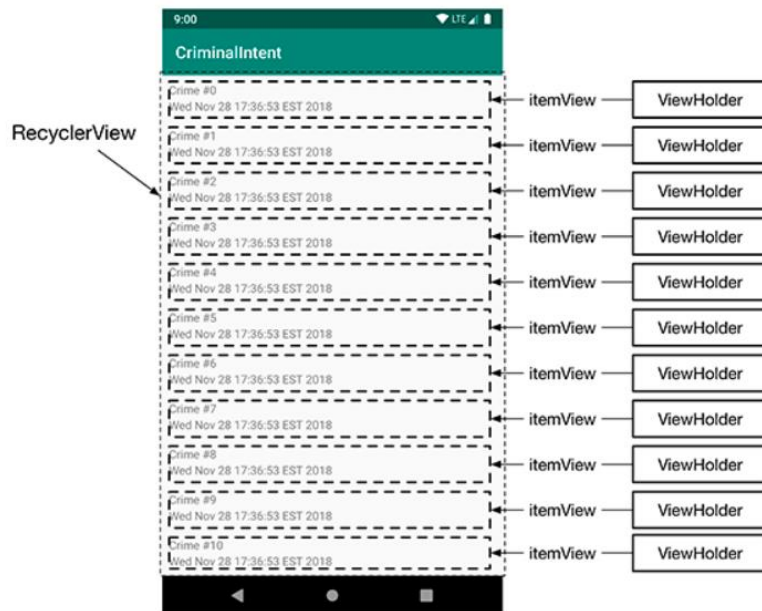 9:00 LTE
CriminalIntent
RecyclerView
Crime #0
Wed Nov 28 17:36:53 EST 2018
itemView
ViewHolder
Crime #1
Wed Nov 28 17:36:53 EST 2018
itemView
ViewHolder
Crime #2
Wed Nov 28 17:36:53 EST 2018
itemView
ViewHolder
Crime #3
Wed Nov 28 17:36:53 EST 2018
itemView
ViewHolder
Crime #4
Wed Nov 28 17:36:53 EST 2018
itemView
ViewHolder
Crime #5
Wed Nov 28 17:36:53 EST 2018
itemView
ViewHolder
Crime #6
Wed Nov 28 17:36:53 EST 2018
itemView
ViewHolder
Crime #7
Wed Nov 28 17:36:53 EST 2018
itemView
ViewHolder
Crime #8
Wed Nov 28 17:36:53 EST 2018
itemView
ViewHolder
Crime #9
Wed Nov 28 17:36:53 EST 2018
itemView
ViewHolder
Crime #10
Wed Nov 28 17:36:53 EST 2018
itemView
ViewHolder